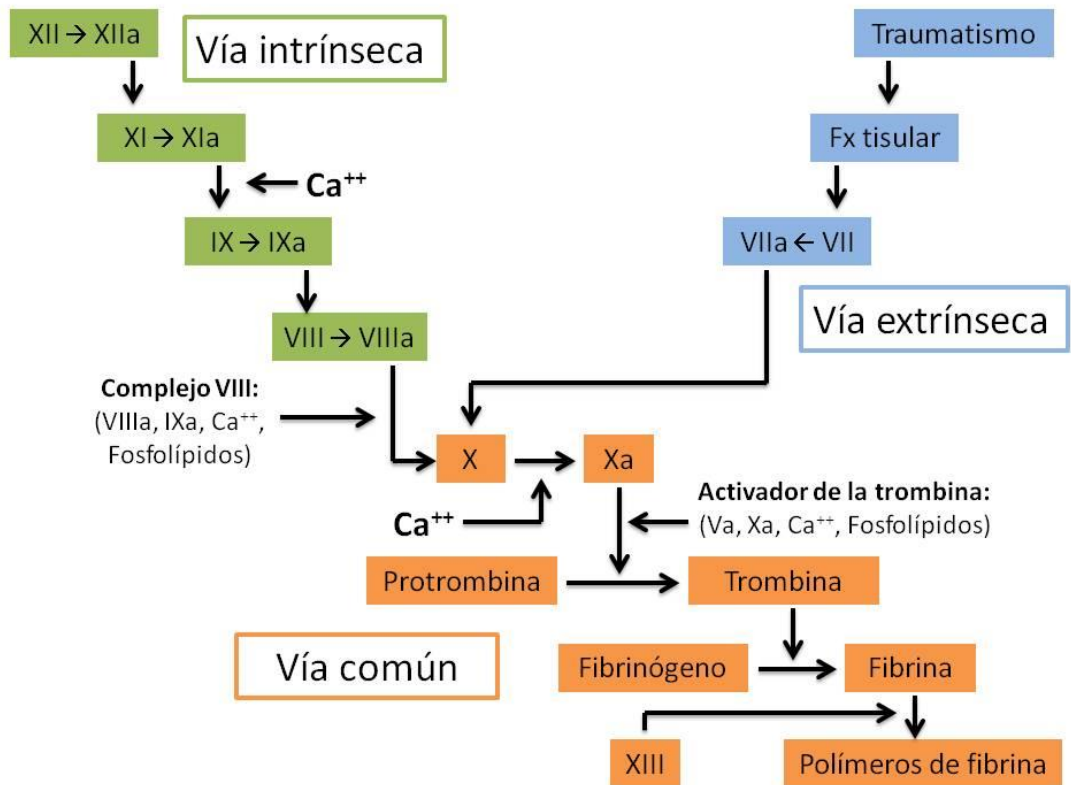 XII → XIIa
Vía intrínseca
Traumatismo
XI → XIa
Fx tisular
Ca⁺⁺
IX → IXa
VIIa ← VII
Vía extrínseca
VIII → VIIIa
Complejo VIII:
(VIIIa, IXa, Ca⁺⁺,
Fosfolípidos)
X
Xa
Activador de la trombina:
(Va, Xa, Ca⁺⁺, Fosfolípidos)
Ca⁺⁺
Protrombina
Trombina
Vía común
Fibrinógeno
Fibrina
XIII
Polímeros de fibrina